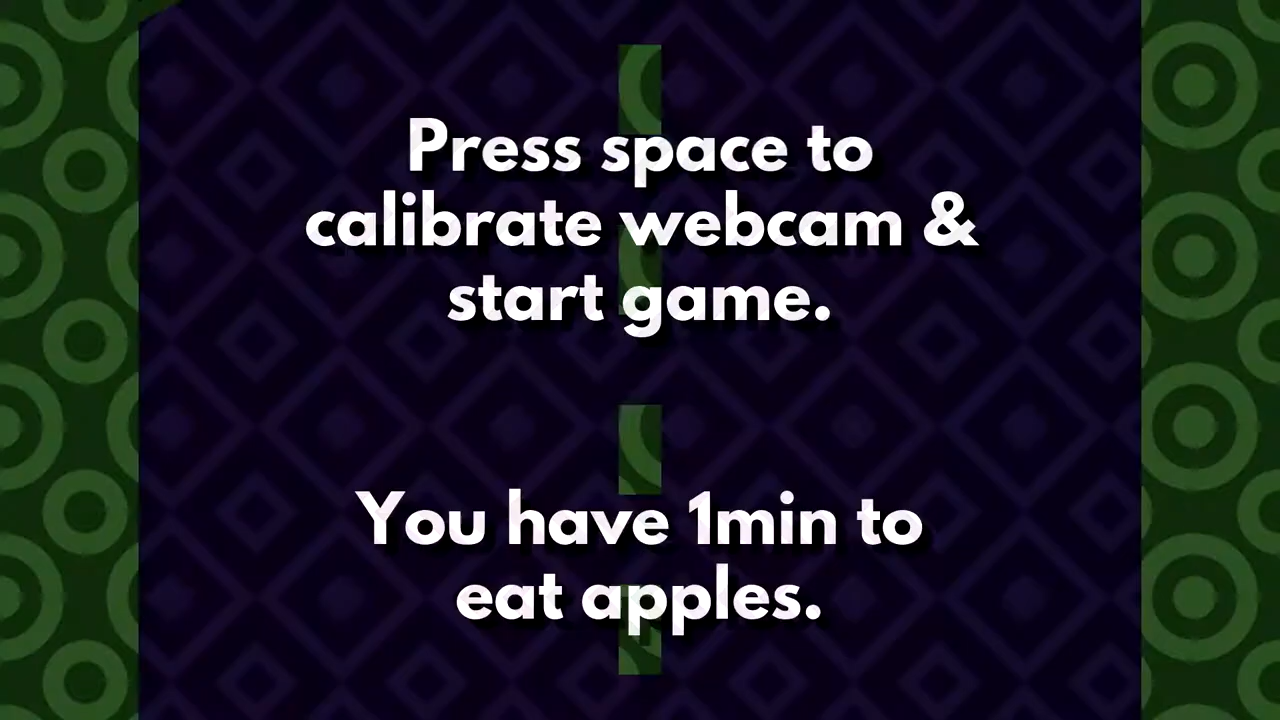 Press space to
calibrate webcam &
start game.
You have 1min to
eat apples.